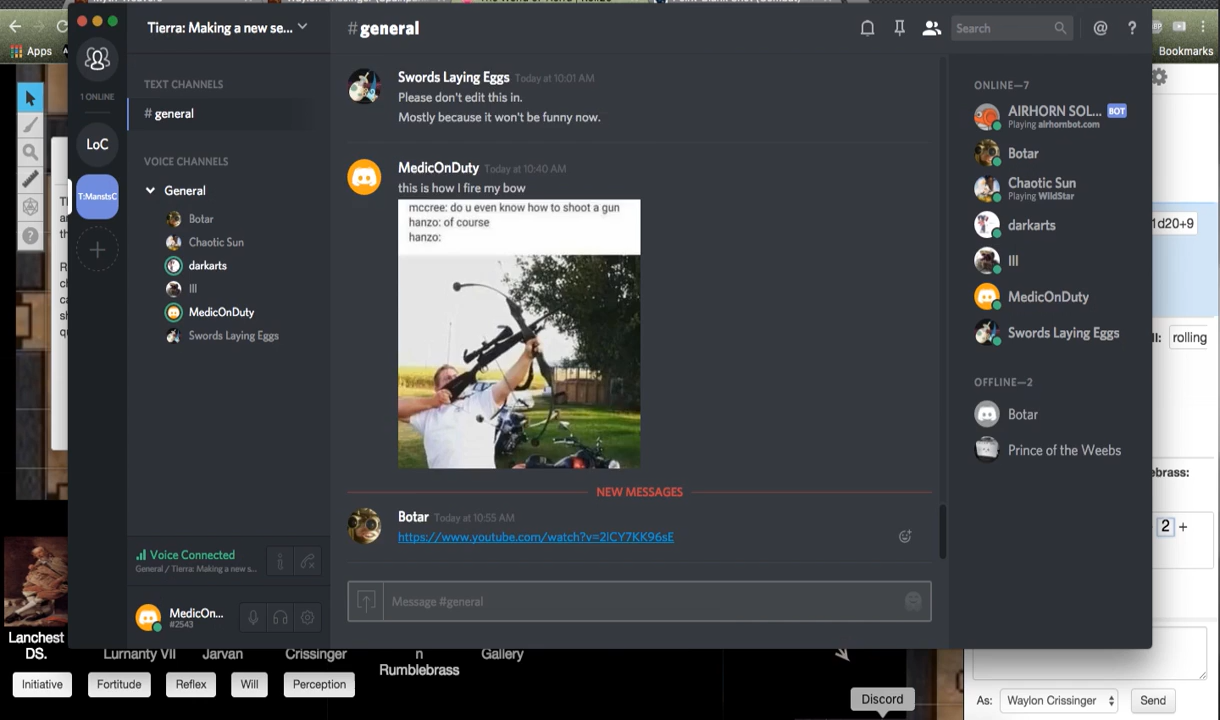 Apps
Bookmarks
1 ONLINE
LoC
T:ManstsC
Tierra: Making a new se...
TEXT CHANNELS
# general
VOICE CHANNELS
General
Botar
Chaotic Sun
darkarts
Ill
MedicOnDuty
Swords Laying Eggs
Voice Connected
General / Tierra: Making a new s...
MedicOn...
#2543
#general
Search
Swords Laying Eggs Today at 10:01 AM
Please don't edit this in.
Mostly because it won't be funny now.
MedicOnDuty Today at 10:40 AM
this is how I fire my bow
mccree: do u even know how to shoot a gun
hanzo: of course
hanzo:
NEW MESSAGES
Botar Today at 10:55 AM
https://www.youtube.com/watch?v=2lCY7KK96sE
Message #general
ONLINE—7
AIRHORN SOL... BOT
Playing airhornbot.com
Botar
Chaotic Sun
Playing WildStar
darkarts
Ill
MedicOnDuty
Swords Laying Eggs
OFFLINE—2
Botar
Prince of the Weebs
1d20+9
rolling
2 +
Lanchest
DS.
Lurnanty VII
Jarvan
Crissinger
n
Rumblebrass
Gallery
Initiative
Fortitude
Reflex
Will
Perception
Discord
As: Waylon Crissinger
Send